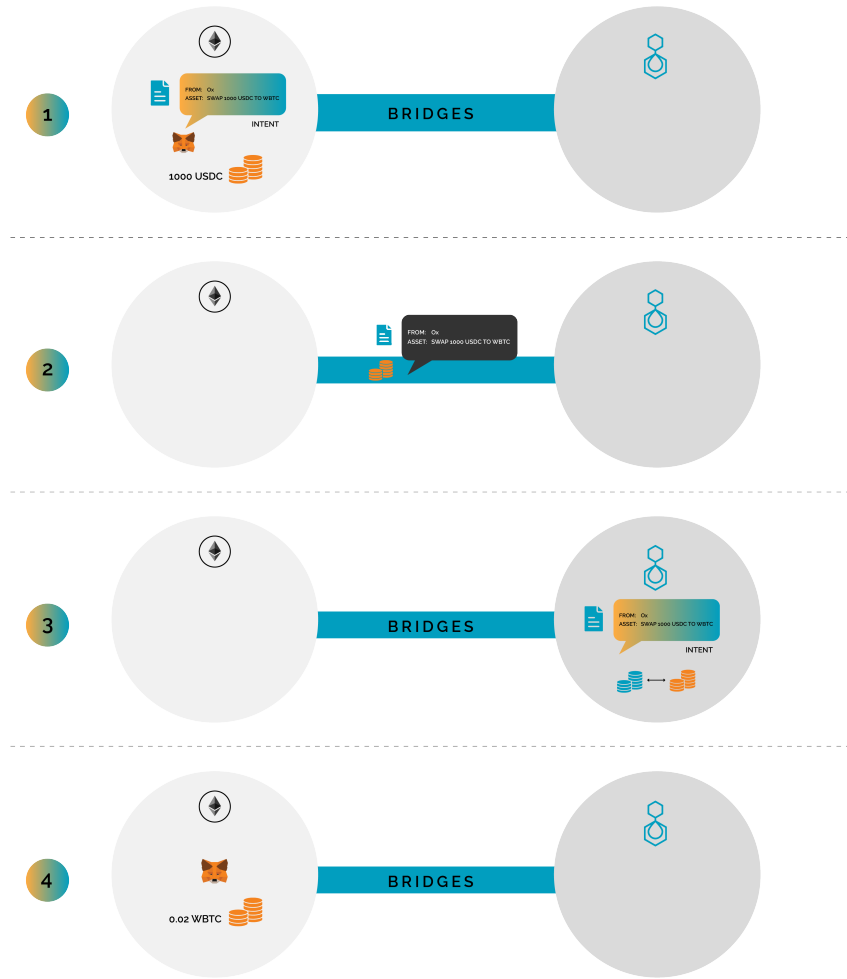 1
FROM: 0x
ASSET: SWAP 1000 USDC TO WBTC
INTENT
1000 USDC
BRIDGES
2
FROM: 0x
ASSET: SWAP 1000 USDC TO WBTC
3
BRIDGES
FROM: 0x
ASSET: SWAP 1000 USDC TO WBTC
INTENT
4
BRIDGES
0.02 WBTC